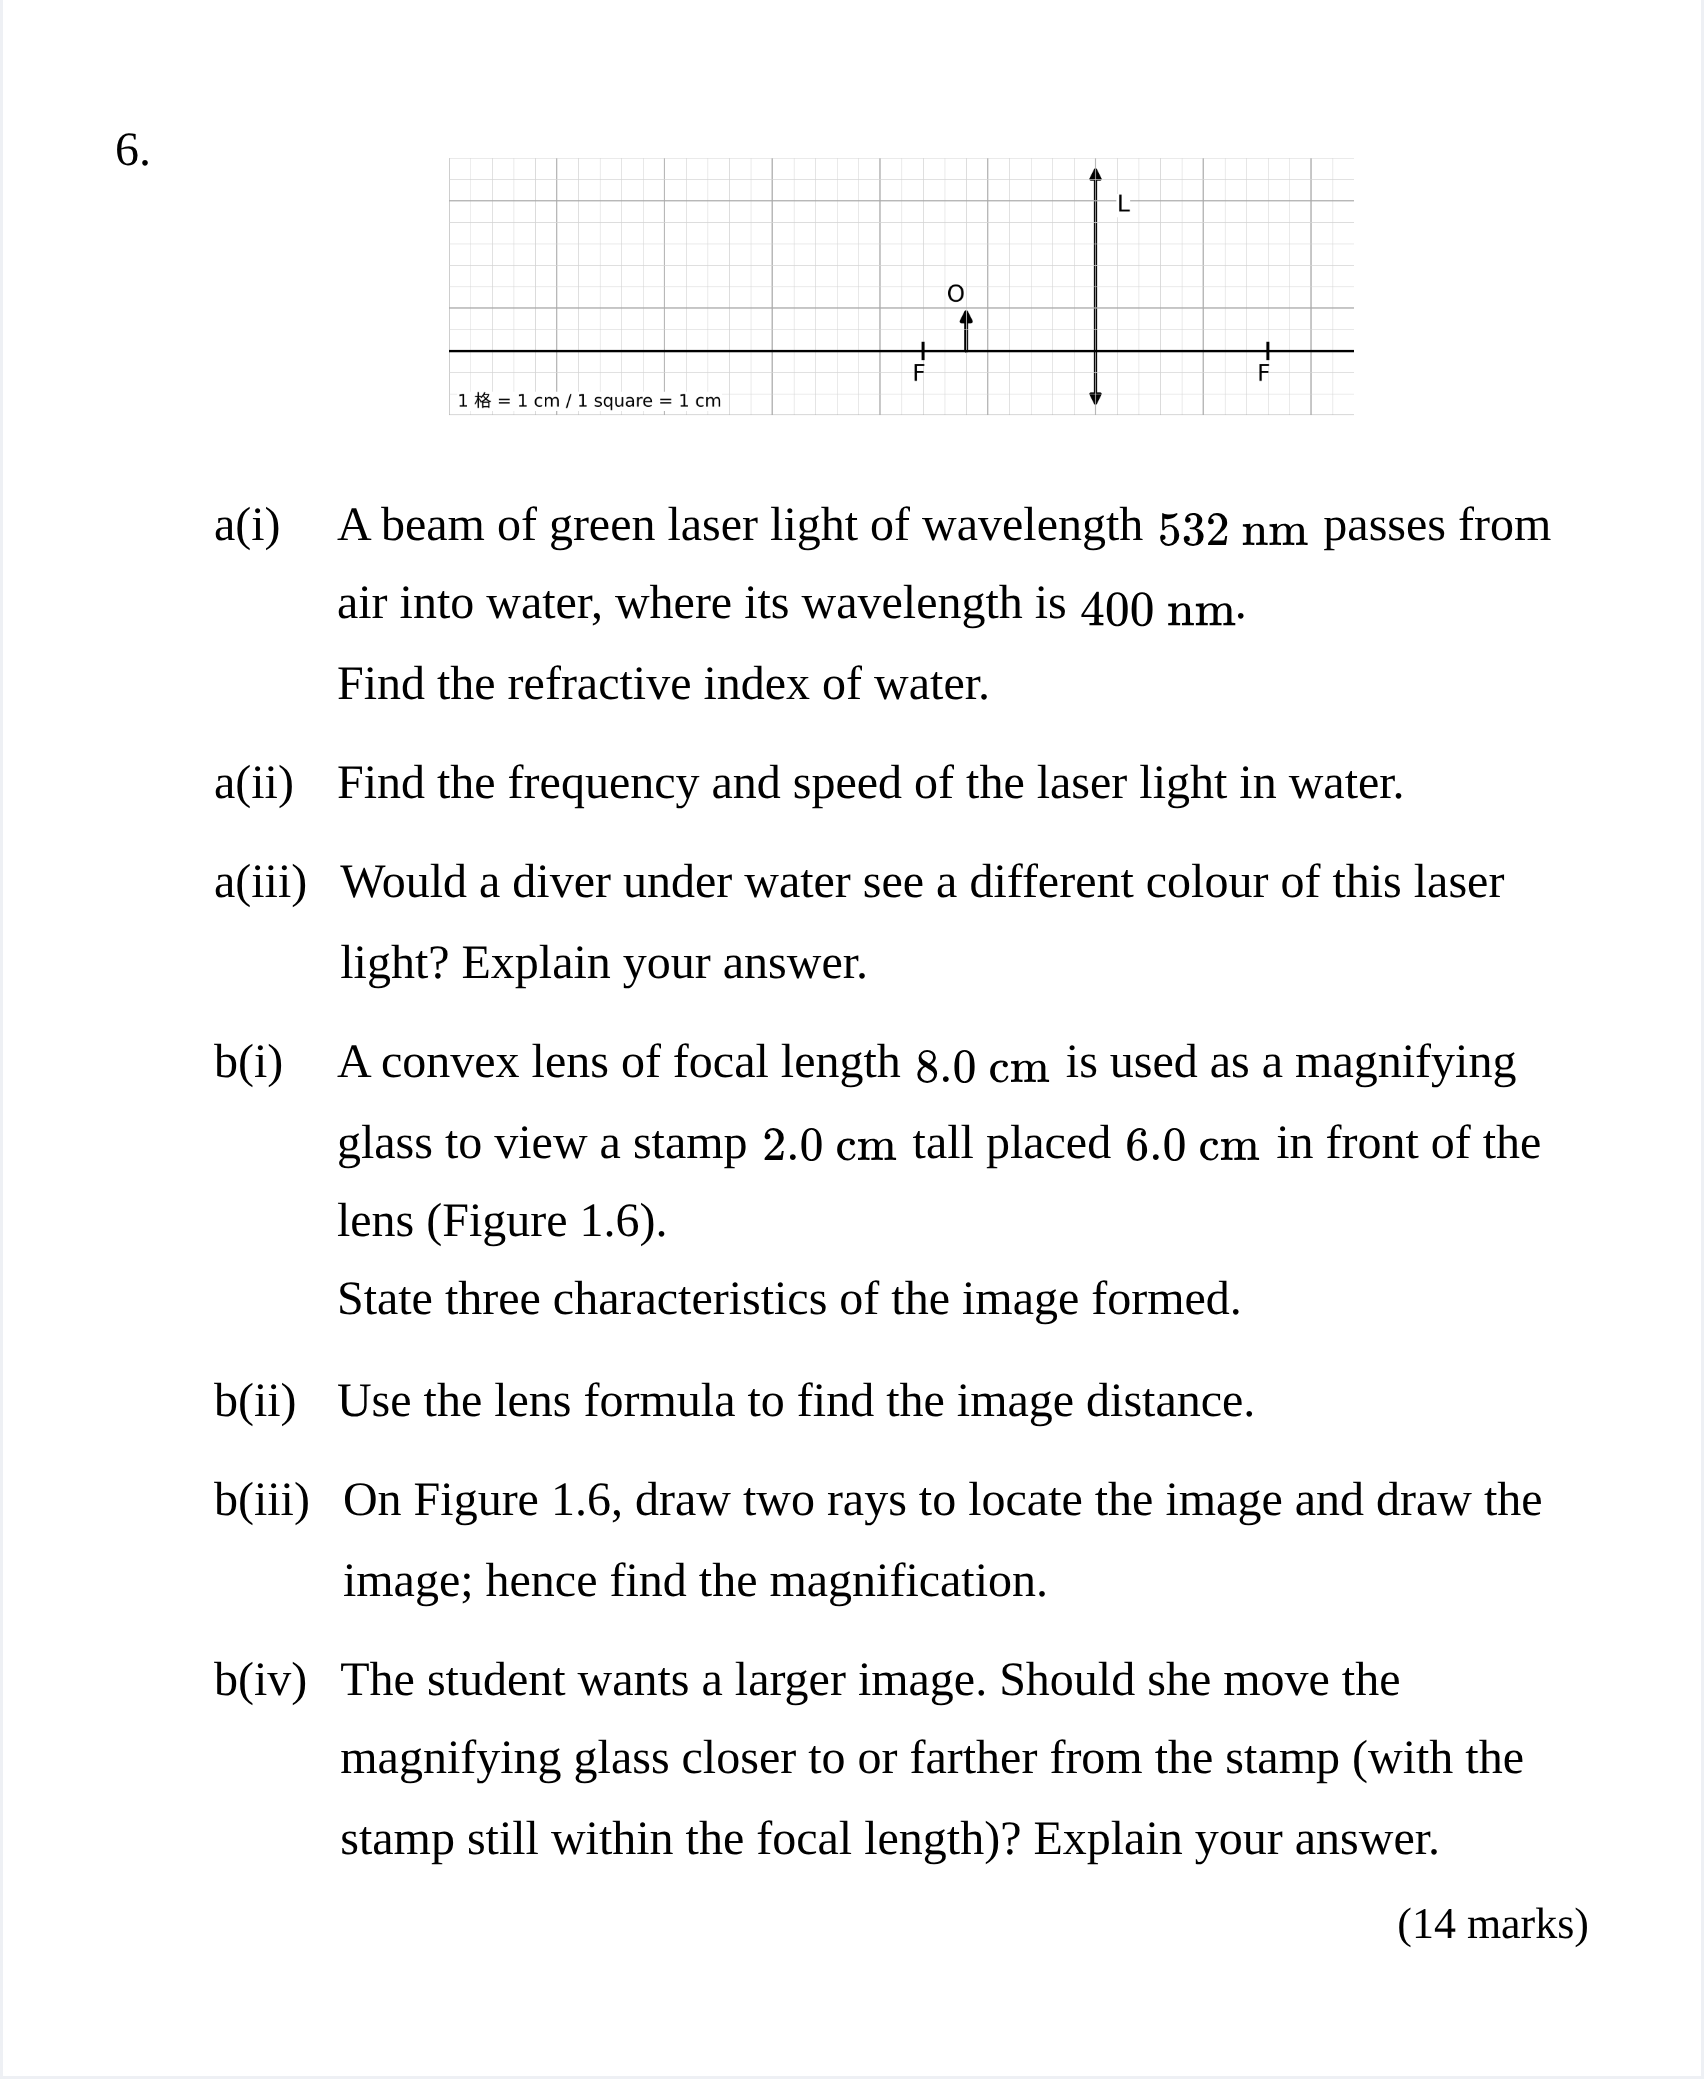 6.
L
O
F
F
1 格 = 1 cm / 1 square = 1 cm
a(i) A beam of green laser light of wavelength 532 nm passes from
air into water, where its wavelength is 400 nm.
Find the refractive index of water.
a(ii) Find the frequency and speed of the laser light in water.
a(iii) Would a diver under water see a different colour of this laser
light? Explain your answer.
b(i) A convex lens of focal length 8.0 cm is used as a magnifying
glass to view a stamp 2.0 cm tall placed 6.0 cm in front of the
lens (Figure 1.6).
State three characteristics of the image formed.
b(ii) Use the lens formula to find the image distance.
b(iii) On Figure 1.6, draw two rays to locate the image and draw the
image; hence find the magnification.
b(iv) The student wants a larger image. Should she move the
magnifying glass closer to or farther from the stamp (with the
stamp still within the focal length)? Explain your answer.
(14 marks)